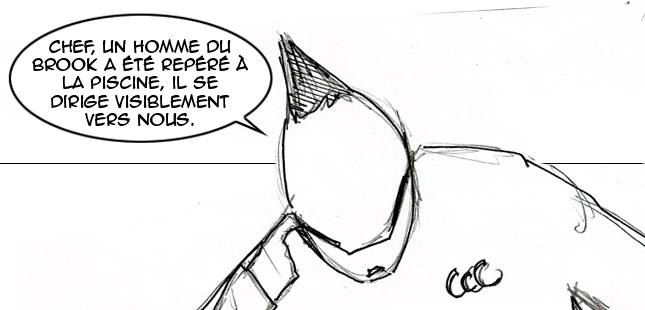 CHEF, UN HOMME DU
BROOK A ÉTÉ REPÉRÉ À
LA PISCINE, IL SE
DIRIGE VISIBLEMENT
VERS NOUS.